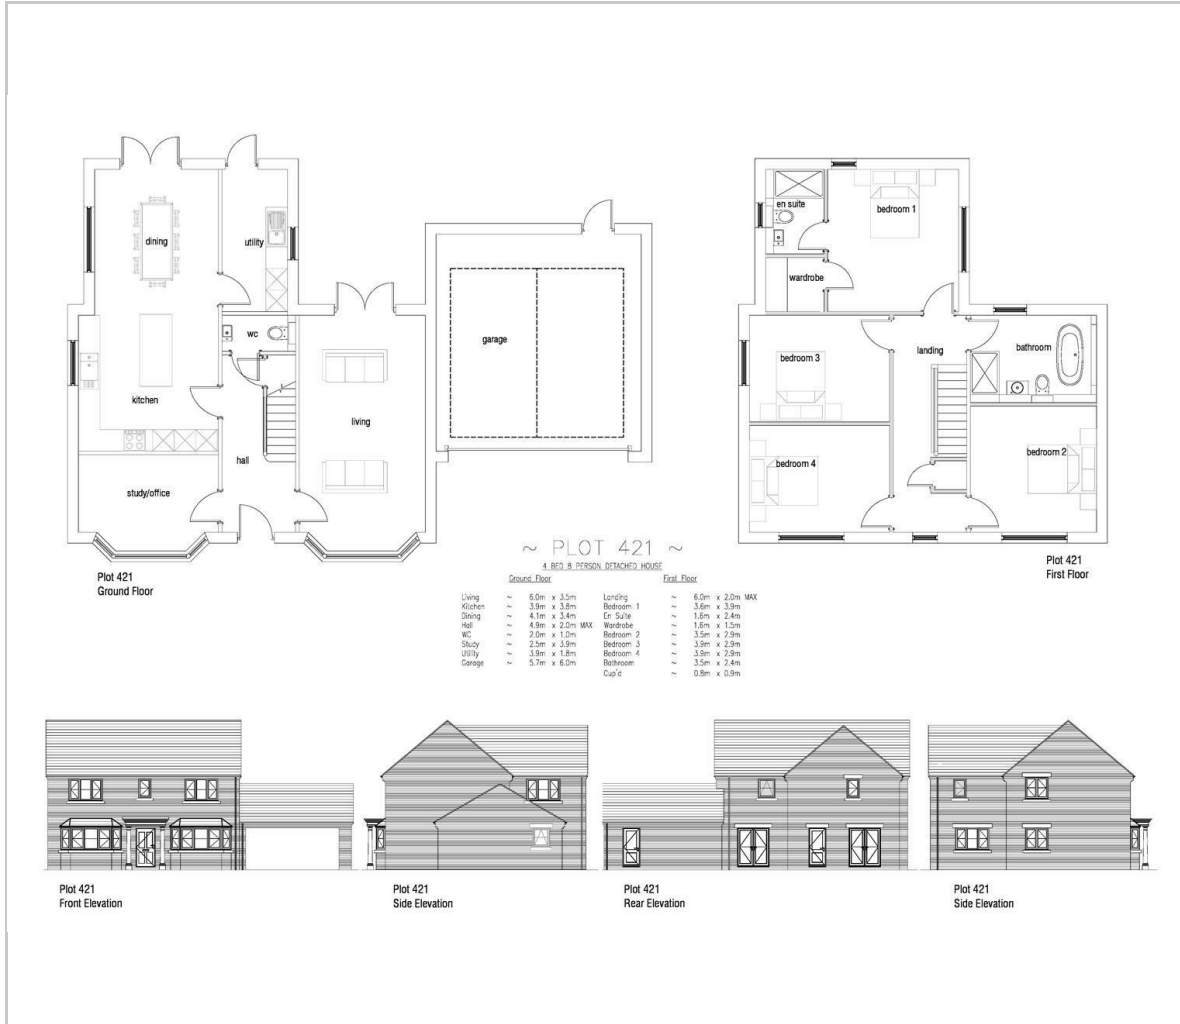 dining
utility
wc
kitchen
hall
living
study/office
garage
Plot 421
Ground Floor
en suite
bedroom 1
wardrobe
bedroom 3
landing
bathroom
bedroom 4
bedroom 2
Plot 421
First Floor
~ PLOT 421 ~
4 BED 8 PERSON DETACHED HOUSE
Ground Floor
Living ~ 6.0m x 3.5m
Kitchen ~ 3.9m x 3.8m
Dining ~ 4.1m x 3.4m
Hall ~ 4.9m x 2.0m MAX
WC ~ 2.0m x 1.0m
Study ~ 2.5m x 3.9m
Utility ~ 3.9m x 1.8m
Garage ~ 5.7m x 6.0m
First Floor
Landing ~ 6.0m x 2.0m MAX
Bedroom 1 ~ 3.6m x 3.9m
En Suite ~ 1.6m x 2.4m
Wardrobe ~ 1.6m x 1.5m
Bedroom 2 ~ 3.5m x 2.9m
Bedroom 3 ~ 3.9m x 2.9m
Bedroom 4 ~ 3.9m x 2.9m
Bathroom ~ 3.5m x 2.4m
Cup'd ~ 0.8m x 0.9m
Plot 421
Front Elevation
Plot 421
Side Elevation
Plot 421
Rear Elevation
Plot 421
Side Elevation